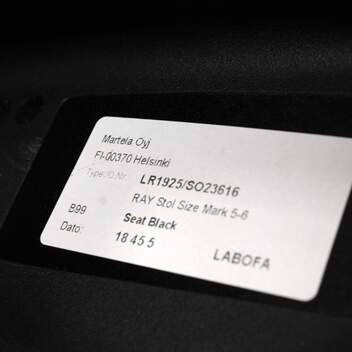 Martela Oyj
FI-00370 Helsinki
Type/O.Nr. LR1925/SO23616
RAY Stol Size Mark 5-6
B99 Seat Black
Dato: 18 45 5
LABOFA